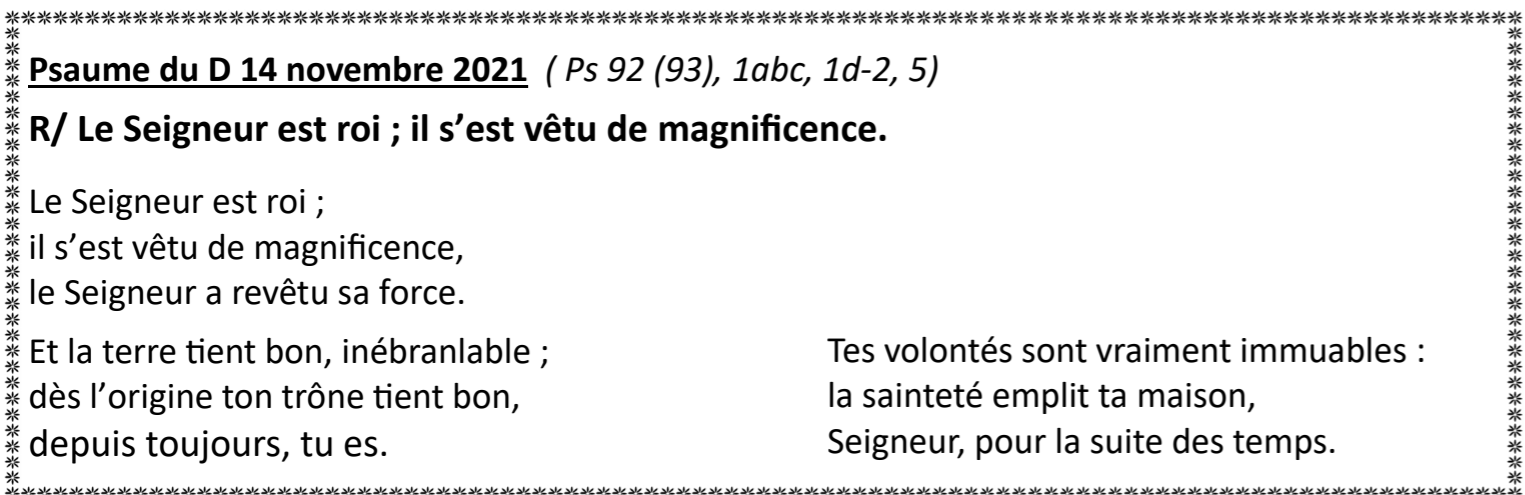 Psaume du D 14 novembre 2021 ( Ps 92 (93), 1abc, 1d-2, 5)
R/ Le Seigneur est roi ; il s’est vêtu de magnificence.
Le Seigneur est roi ;
il s’est vêtu de magnificence,
le Seigneur a revêtu sa force.
Et la terre tient bon, inébranlable ;
dès l’origine ton trône tient bon,
depuis toujours, tu es.
Tes volontés sont vraiment immuables :
la sainteté emplit ta maison,
Seigneur, pour la suite des temps.